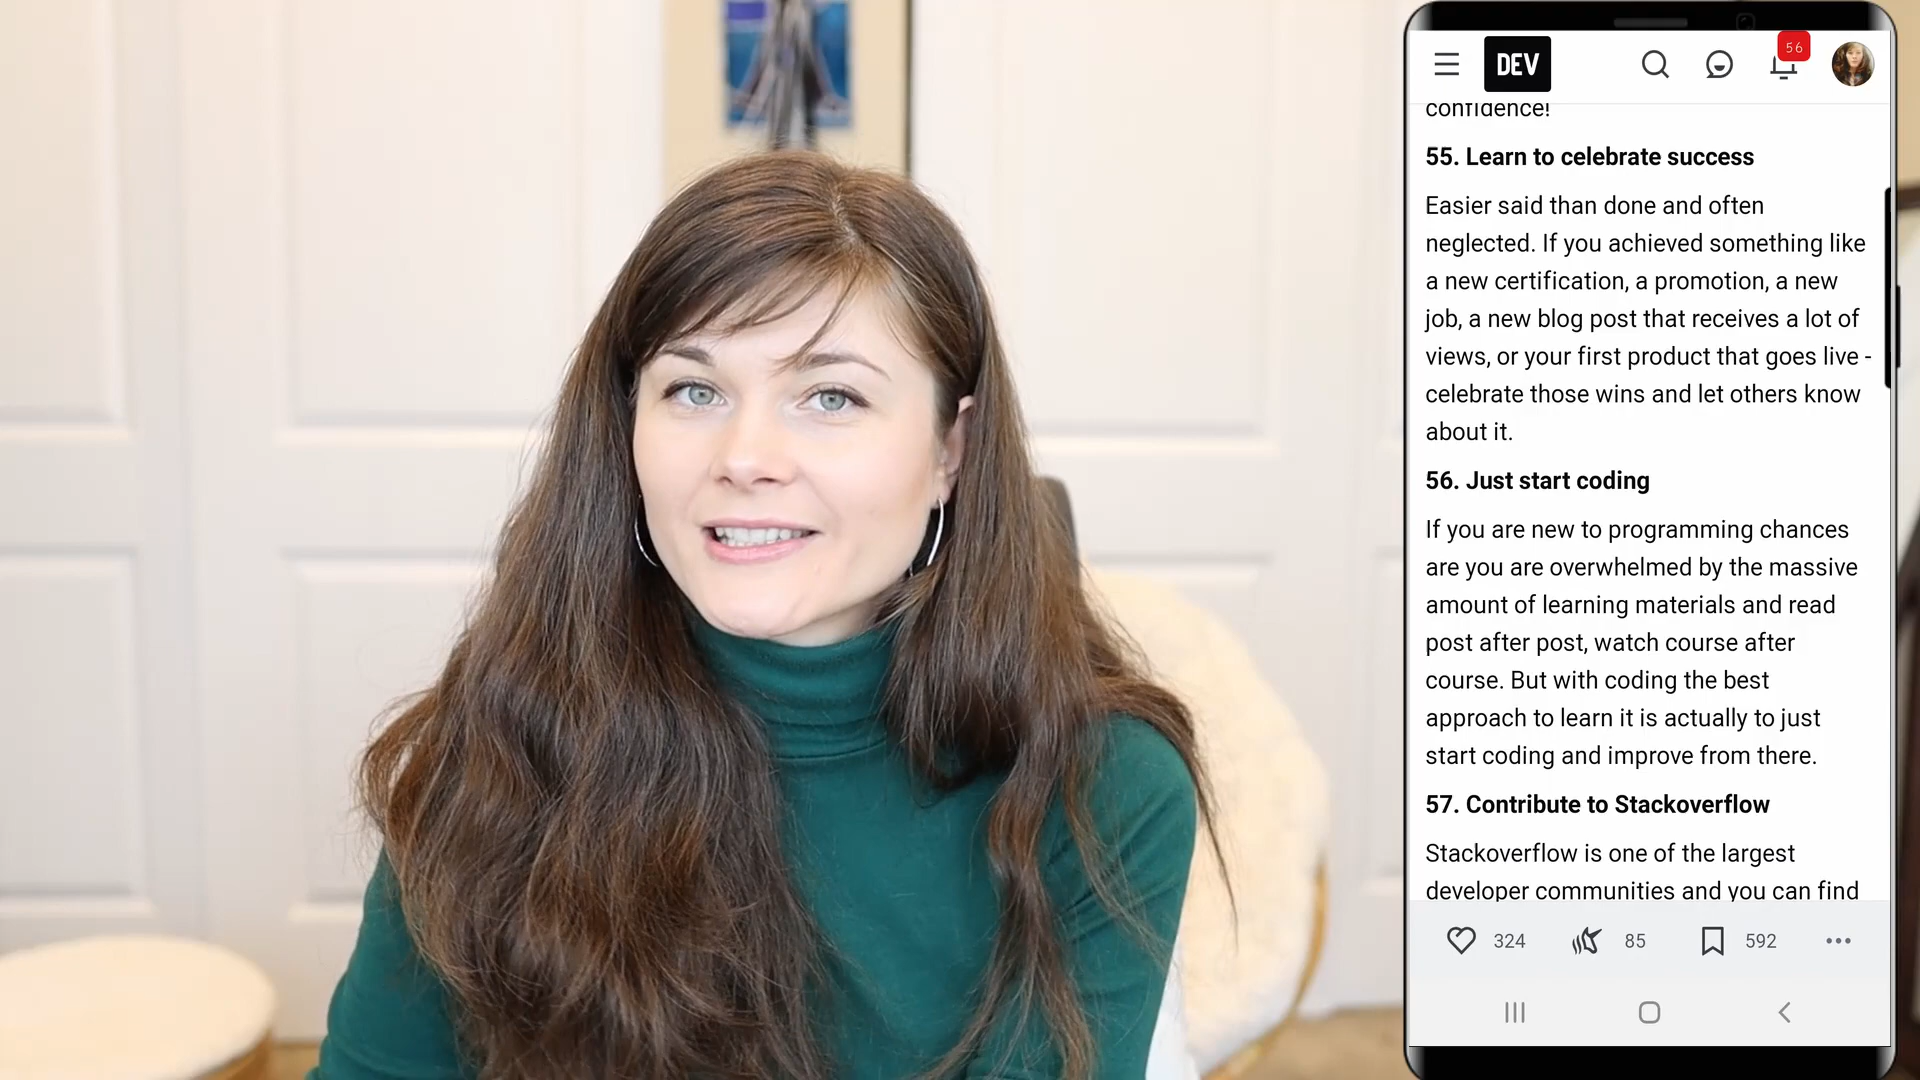 DEV
56
confidence!
55. Learn to celebrate success
Easier said than done and often
neglected. If you achieved something like
a new certification, a promotion, a new
job, a new blog post that receives a lot of
views, or your first product that goes live -
celebrate those wins and let others know
about it.
56. Just start coding
If you are new to programming chances
are you are overwhelmed by the massive
amount of learning materials and read
post after post, watch course after
course. But with coding the best
approach to learn it is actually to just
start coding and improve from there.
57. Contribute to Stackoverflow
Stackoverflow is one of the largest
developer communities and you can find
324
85
592